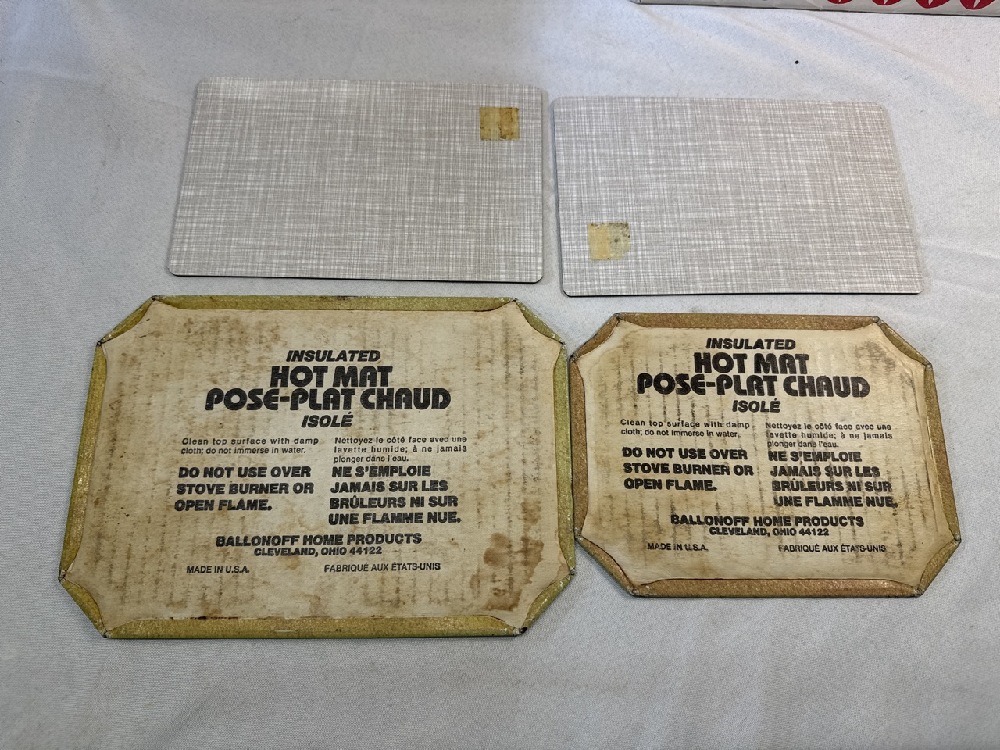 INSULATED
HOT MAT
POSE-PLAT CHAUD
ISOLÉ
Clean top surface with damp
cloth; do not immerse in water.
Nettoyez le côté face avec une
lavette humide; à ne jamais
plonger dans l'eau.
DO NOT USE OVER
STOVE BURNER OR
OPEN FLAME.
NE S'EMPLOIE
JAMAIS SUR LES
BRÛLEURS NI SUR
UNE FLAMME NUE.
BALLONOFF HOME PRODUCTS
CLEVELAND, OHIO 44122
MADE IN U.S.A.
FABRIQUÉ AUX ÉTATS-UNIS
INSULATED
HOT MAT
POSE-PLAT CHAUD
ISOLÉ
Clean top surface with damp
cloth; do not immerse in water.
Nettoyez le côté face avec une
lavette humide; à ne jamais
plonger dans l'eau.
DO NOT USE OVER
STOVE BURNER OR
OPEN FLAME.
NE S'EMPLOIE
JAMAIS SUR LES
BRÛLEURS NI SUR
UNE FLAMME NUE.
BALLONOFF HOME PRODUCTS
CLEVELAND, OHIO 44122
MADE IN U.S.A.
FABRIQUÉ AUX ÉTATS-UNIS